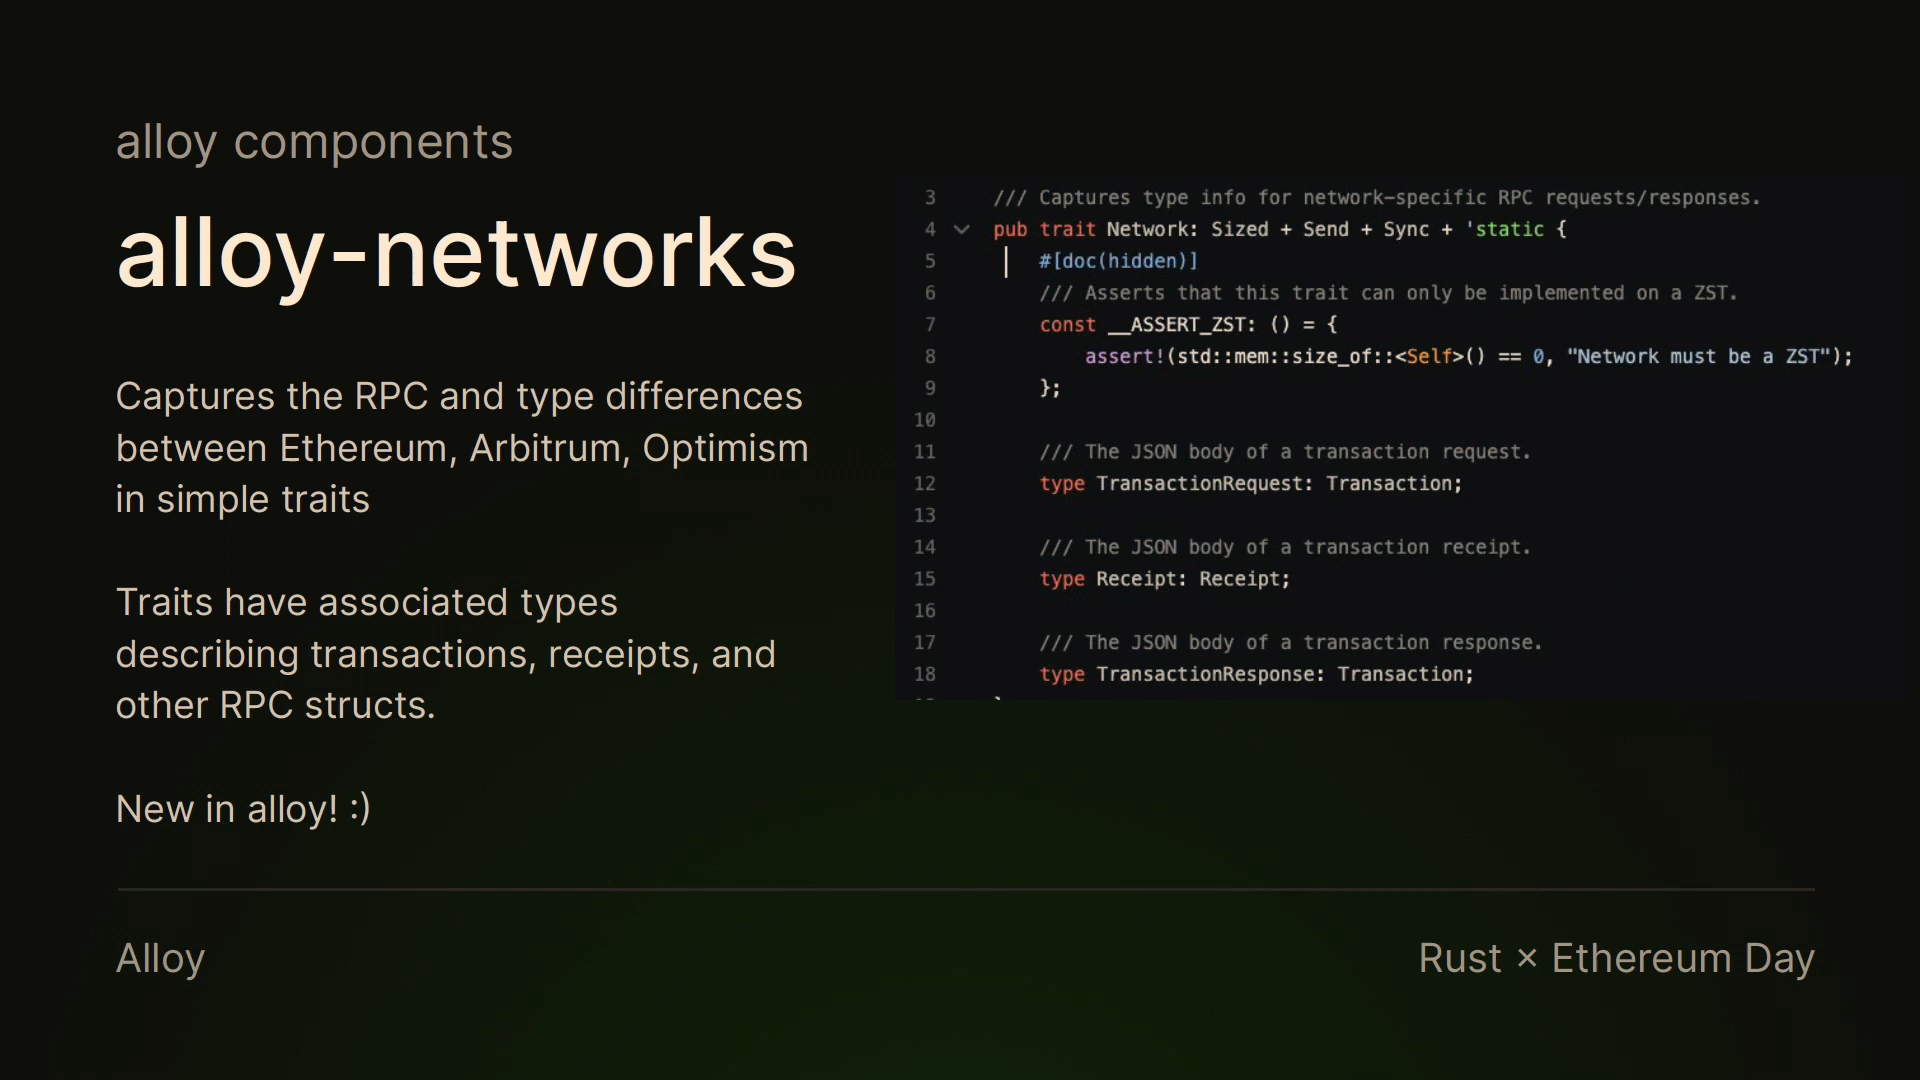 alloy components
alloy-networks
Captures the RPC and type differences
between Ethereum, Arbitrum, Optimism
in simple traits
Traits have associated types
describing transactions, receipts, and
other RPC structs.
New in alloy! :)
3 /// Captures type info for network-specific RPC requests/responses.
4 pub trait Network: Sized + Send + Sync + 'static {
5 #[doc(hidden)]
6 /// Asserts that this trait can only be implemented on a ZST.
7 const __ASSERT_ZST: () = {
8 assert!(std::mem::size_of::<Self>() == 0, "Network must be a ZST");
9 };
10
11 /// The JSON body of a transaction request.
12 type TransactionRequest: Transaction;
13
14 /// The JSON body of a transaction receipt.
15 type Receipt: Receipt;
16
17 /// The JSON body of a transaction response.
18 type TransactionResponse: Transaction;
Alloy
Rust × Ethereum Day